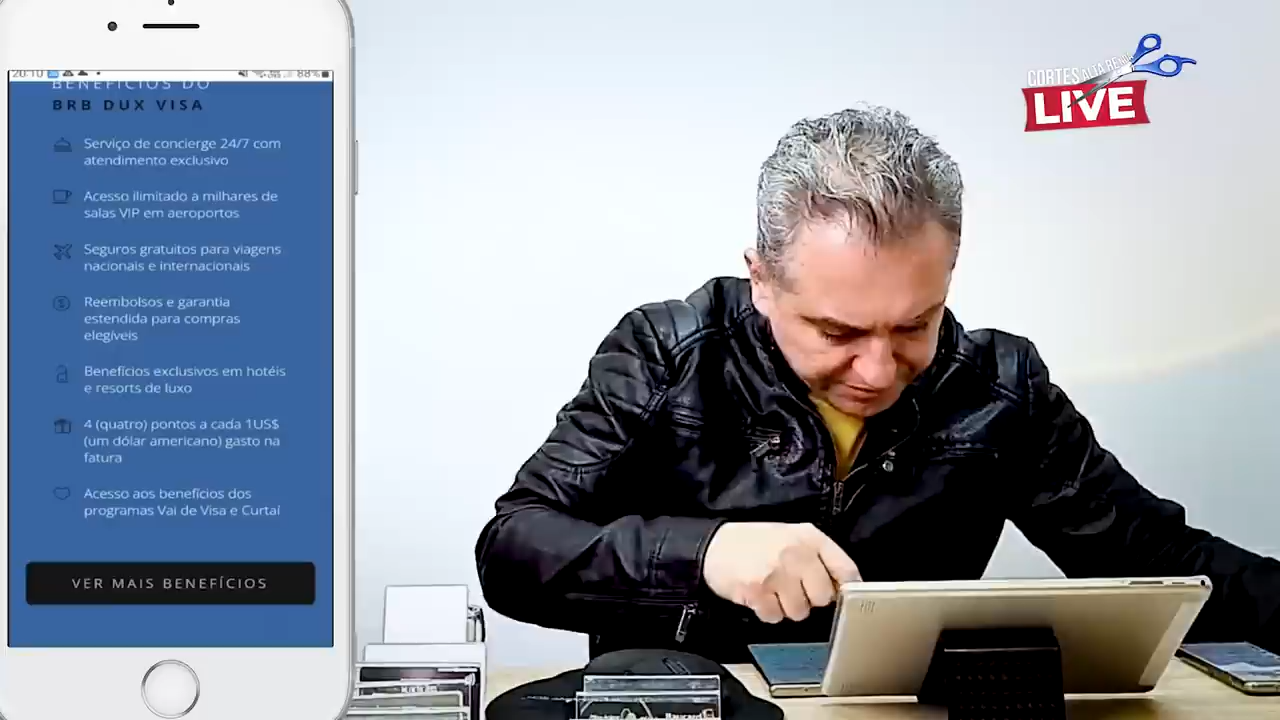 20:10
88%
BENEFÍCIOS DO
BRB DUX VISA
Serviço de concierge 24/7 com
atendimento exclusivo
Acesso ilimitado a milhares de
salas VIP em aeroportos
Seguros gratuitos para viagens
nacionais e internacionais
Reembolsos e garantia
estendida para compras
elegíveis
Benefícios exclusivos em hotéis
e resorts de luxo
4 (quatro) pontos a cada 1US$
(um dólar americano) gasto na
fatura
Acesso aos benefícios dos
programas Vai de Visa e Curtaí
VER MAIS BENEFÍCIOS
CORTES ALTA RENDA
LIVE